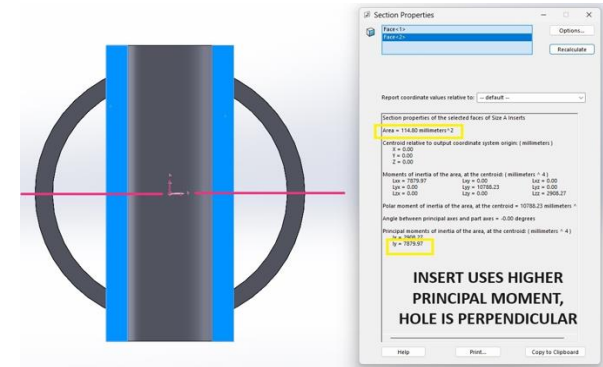 Section Properties
Face<1>
Face<2>
Options...
Recalculate
Report coordinate values relative to: -- default --
Section properties of the selected faces of Size A Inserts
Area = 114.60 millimeters^2
Centroid relative to output coordinate system origin: ( millimeters )
X = 0.00
Y = 0.00
Z = 0.00
Moments of inertia of the area, at the centroid: ( millimeters ^ 4 )
Lxx = 7879.97 Lxy = 0.00 Lxz = 0.00
Lyx = 0.00 Lyy = 10788.23 Lyz = 0.00
Lzx = 0.00 Lzy = 0.00 Lzz = 2908.27
Polar moment of inertia of the area, at the centroid = 10788.23 millimeters ^
Angle between principal axes and part axes = -0.00 degrees
Principal moments of inertia of the area, at the centroid: ( millimeters ^ 4 )
Ix = 2908.27
Iy = 7879.97
INSERT USES HIGHER
PRINCIPAL MOMENT,
HOLE IS PERPENDICULAR
Help Print... Copy to Clipboard